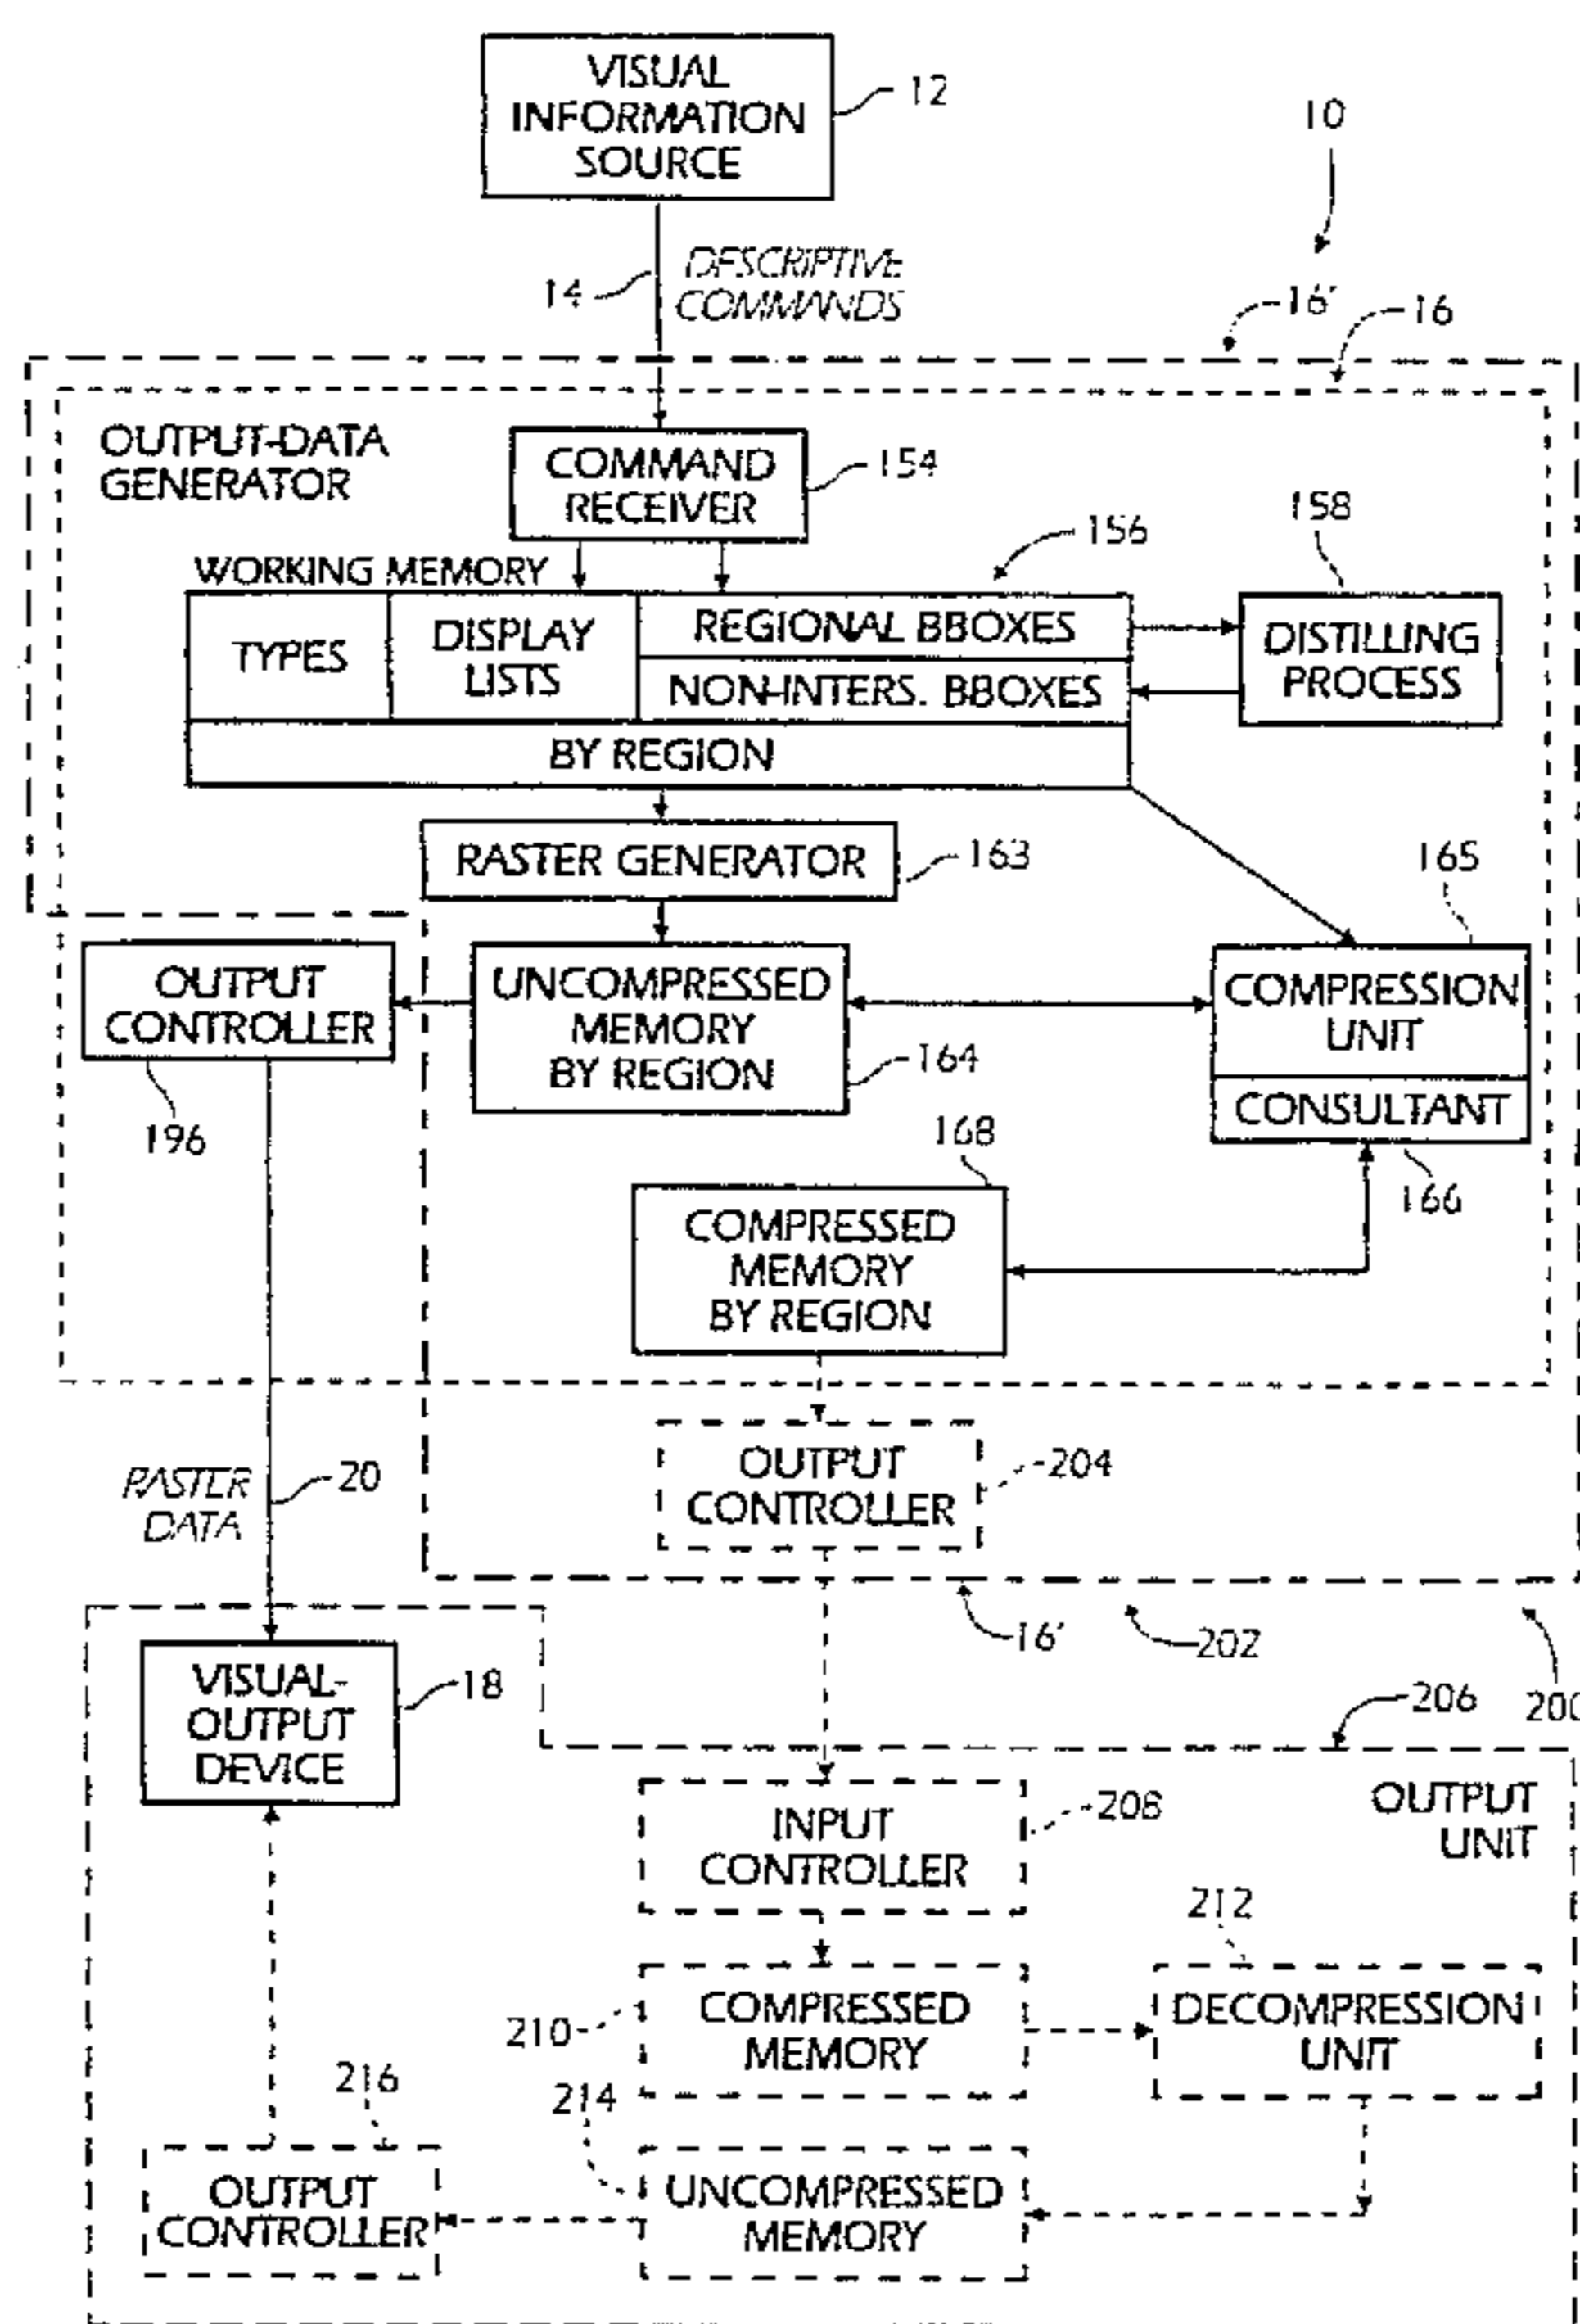 VISUAL
INFORMATION
SOURCE
12
10
14
DESCRIPTIVE
COMMANDS
16'
16
OUTPUT-DATA
GENERATOR
COMMAND
RECEIVER
154
156
158
WORKING MEMORY
TYPES
DISPLAY
LISTS
REGIONAL BBOXES
NON-INTERS. BBOXES
BY REGION
DISTILLING
PROCESS
RASTER GENERATOR
163
165
OUTPUT
CONTROLLER
196
UNCOMPRESSED
MEMORY
BY REGION
164
COMPRESSION
UNIT
CONSULTANT
166
168
COMPRESSED
MEMORY
BY REGION
OUTPUT
CONTROLLER
204
RASTER
DATA
20
16'
202
200
206
VISUAL-
OUTPUT
DEVICE
18
OUTPUT
UNIT
INPUT
CONTROLLER
208
210
COMPRESSED
MEMORY
212
DECOMPRESSION
UNIT
214
UNCOMPRESSED
MEMORY
216
OUTPUT
CONTROLLER